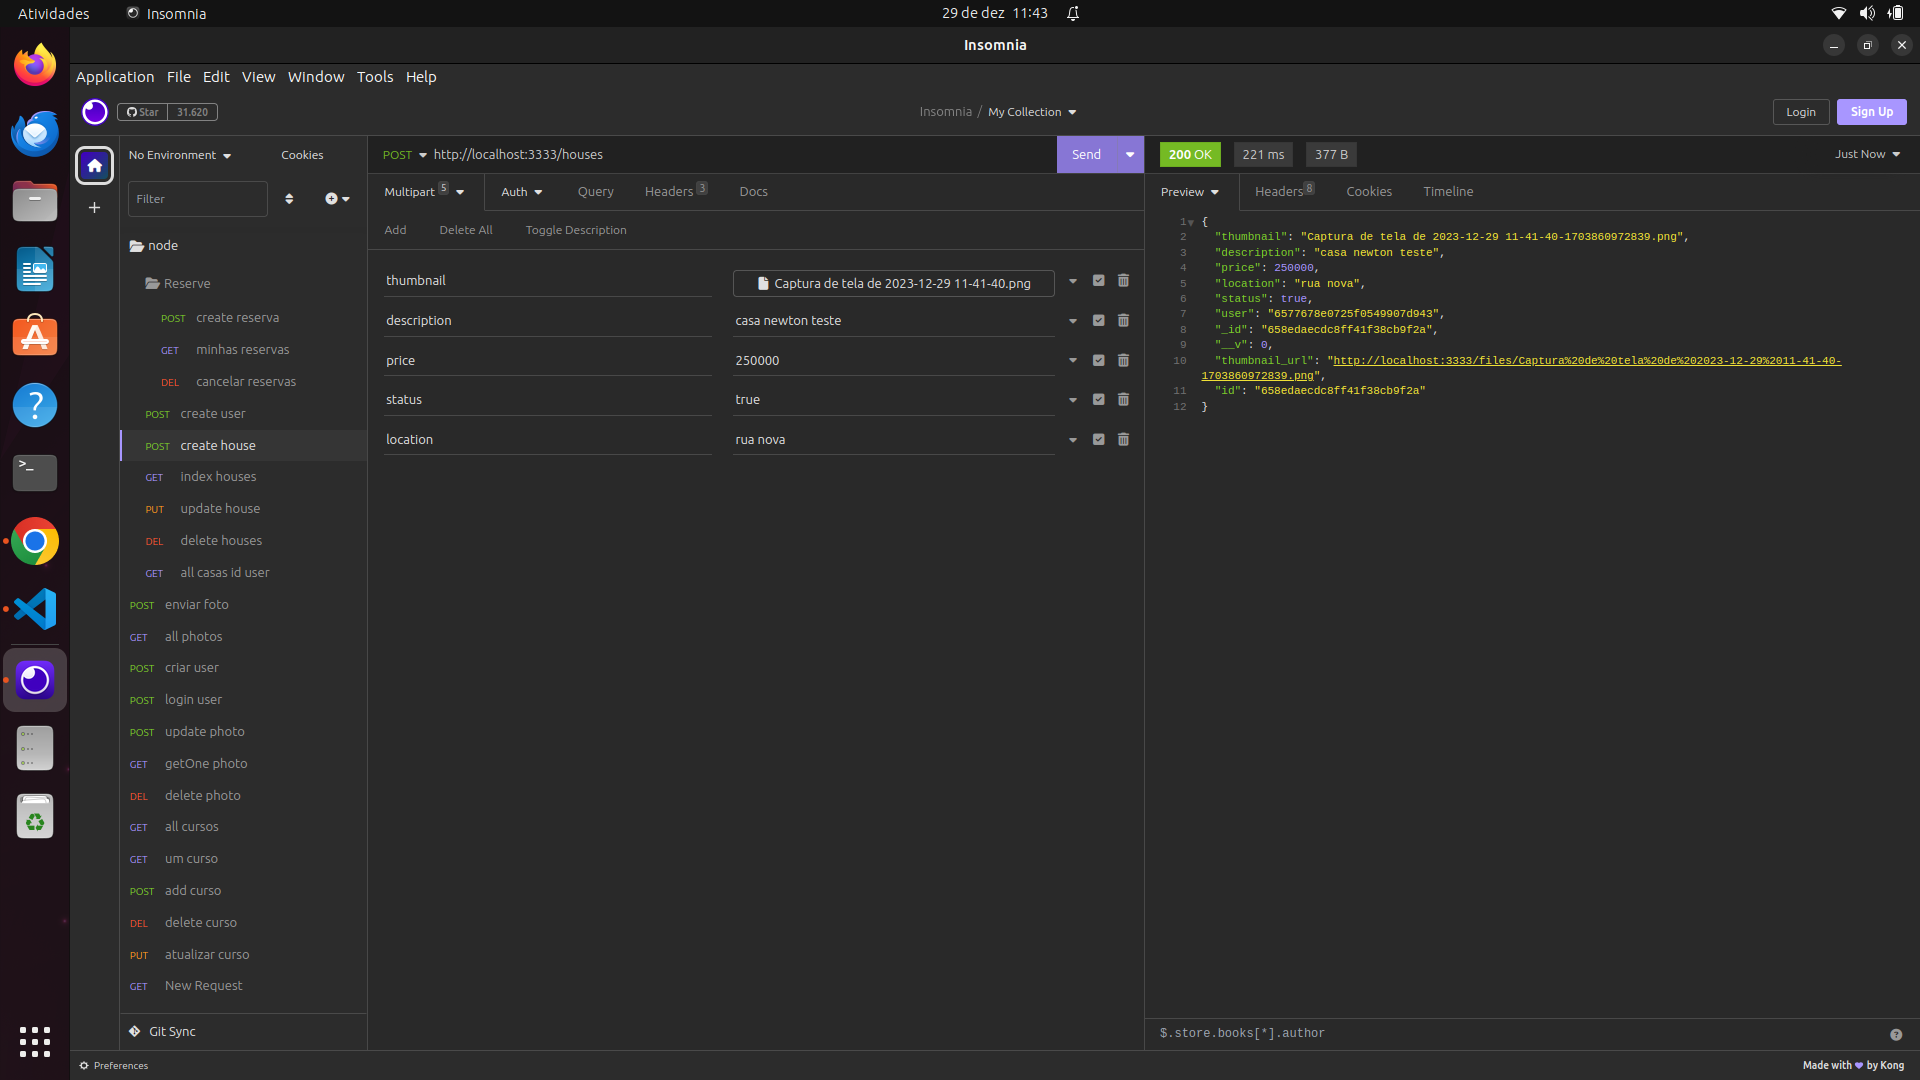 Atividades
Insomnia
29 de dez 11:43
Insomnia
Application File Edit View Window Tools Help
Star 31.620
Insomnia / My Collection
Login
Sign Up
No Environment
Cookies
POST http://localhost:3333/houses
Send
200 OK
221 ms
377 B
Just Now
Filter
Multipart 5
Auth
Query
Headers 3
Docs
Preview
Headers 8
Cookies
Timeline
Add
Delete All
Toggle Description
node
Reserve
POST create reserva
GET minhas reservas
DEL cancelar reservas
POST create user
POST create house
GET index houses
PUT update house
DEL delete houses
GET all casas id user
POST enviar foto
GET all photos
POST criar user
POST login user
POST update photo
GET getOne photo
DEL delete photo
GET all cursos
GET um curso
POST add curso
DEL delete curso
PUT atualizar curso
GET New Request
Git Sync
thumbnail Captura de tela de 2023-12-29 11-41-40.png
description casa newton teste
price 250000
status true
location rua nova
1 {
2 "thumbnail": "Captura de tela de 2023-12-29 11-41-40-1703860972839.png",
3 "description": "casa newton teste",
4 "price": 250000,
5 "location": "rua nova",
6 "status": true,
7 "user": "6577678e0725f0549907d943",
8 "_id": "658edaecdc8ff41f38cb9f2a",
9 "__v": 0,
10 "thumbnail_url": "http://localhost:3333/files/Captura%20de%20tela%20de%202023-12-29%2011-41-40-
1703860972839.png",
11 "id": "658edaecdc8ff41f38cb9f2a"
12 }
$.store.books[*].author
Preferences
Made with by Kong